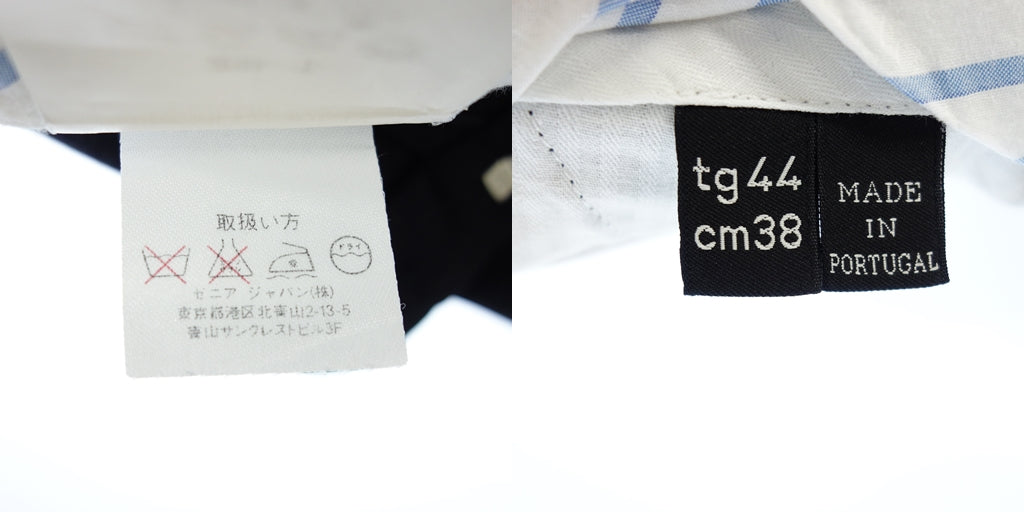 取扱い方
ドライ
ゼニア ジャパン(株)
東京都港区北青山2-13-5
青山サンクレストビル3F
tg 44
cm38
MADE
IN
PORTUGAL